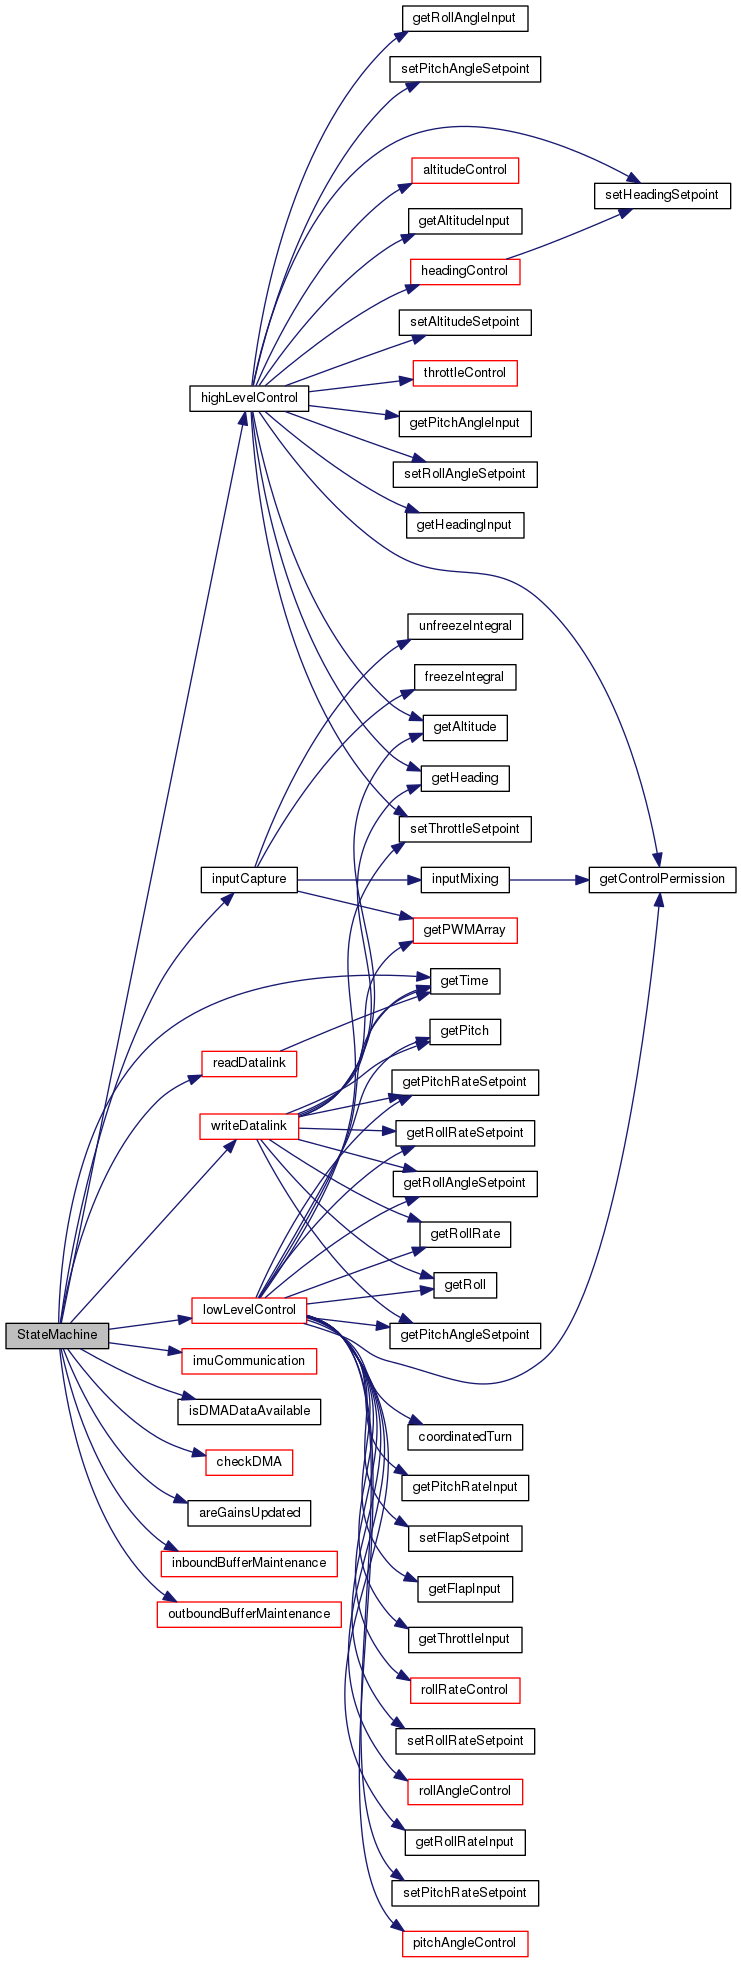 getRollAngleInput
setPitchAngleSetpoint
altitudeControl
setHeadingSetpoint
getAltitudeInput
headingControl
setAltitudeSetpoint
throttleControl
highLevelControl
getPitchAngleInput
setRollAngleSetpoint
getHeadingInput
unfreezeIntegral
freezeIntegral
getAltitude
getHeading
setThrottleSetpoint
inputCapture
inputMixing
getControlPermission
getPWMArray
getTime
getPitch
readDatalink
getPitchRateSetpoint
writeDatalink
getRollRateSetpoint
getRollAngleSetpoint
getRollRate
getRoll
lowLevelControl
StateMachine
getPitchAngleSetpoint
imuCommunication
isDMADataAvailable
coordinatedTurn
checkDMA
getPitchRateInput
areGainsUpdated
setFlapSetpoint
inboundBufferMaintenance
getFlapInput
outboundBufferMaintenance
getThrottleInput
rollRateControl
setRollRateSetpoint
rollAngleControl
getRollRateInput
setPitchRateSetpoint
pitchAngleControl